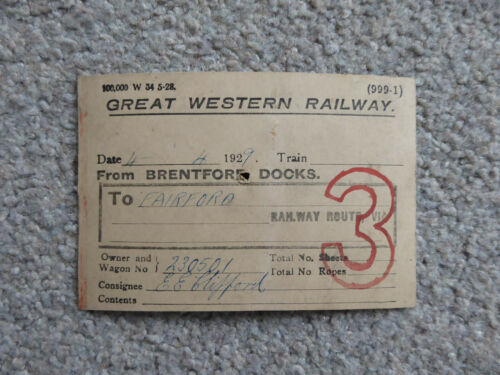 100,000 W 34 5-28.
(999-1)
GREAT WESTERN RAILWAY.
Date 4 4 1929. Train
From BRENTFORD DOCKS.
To FAIRFORD
RAILWAY ROUTE VIA
3
Owner and Wagon No 230501
Total No. Sheets
Total No Ropes
Consignee E E Clifford
Contents